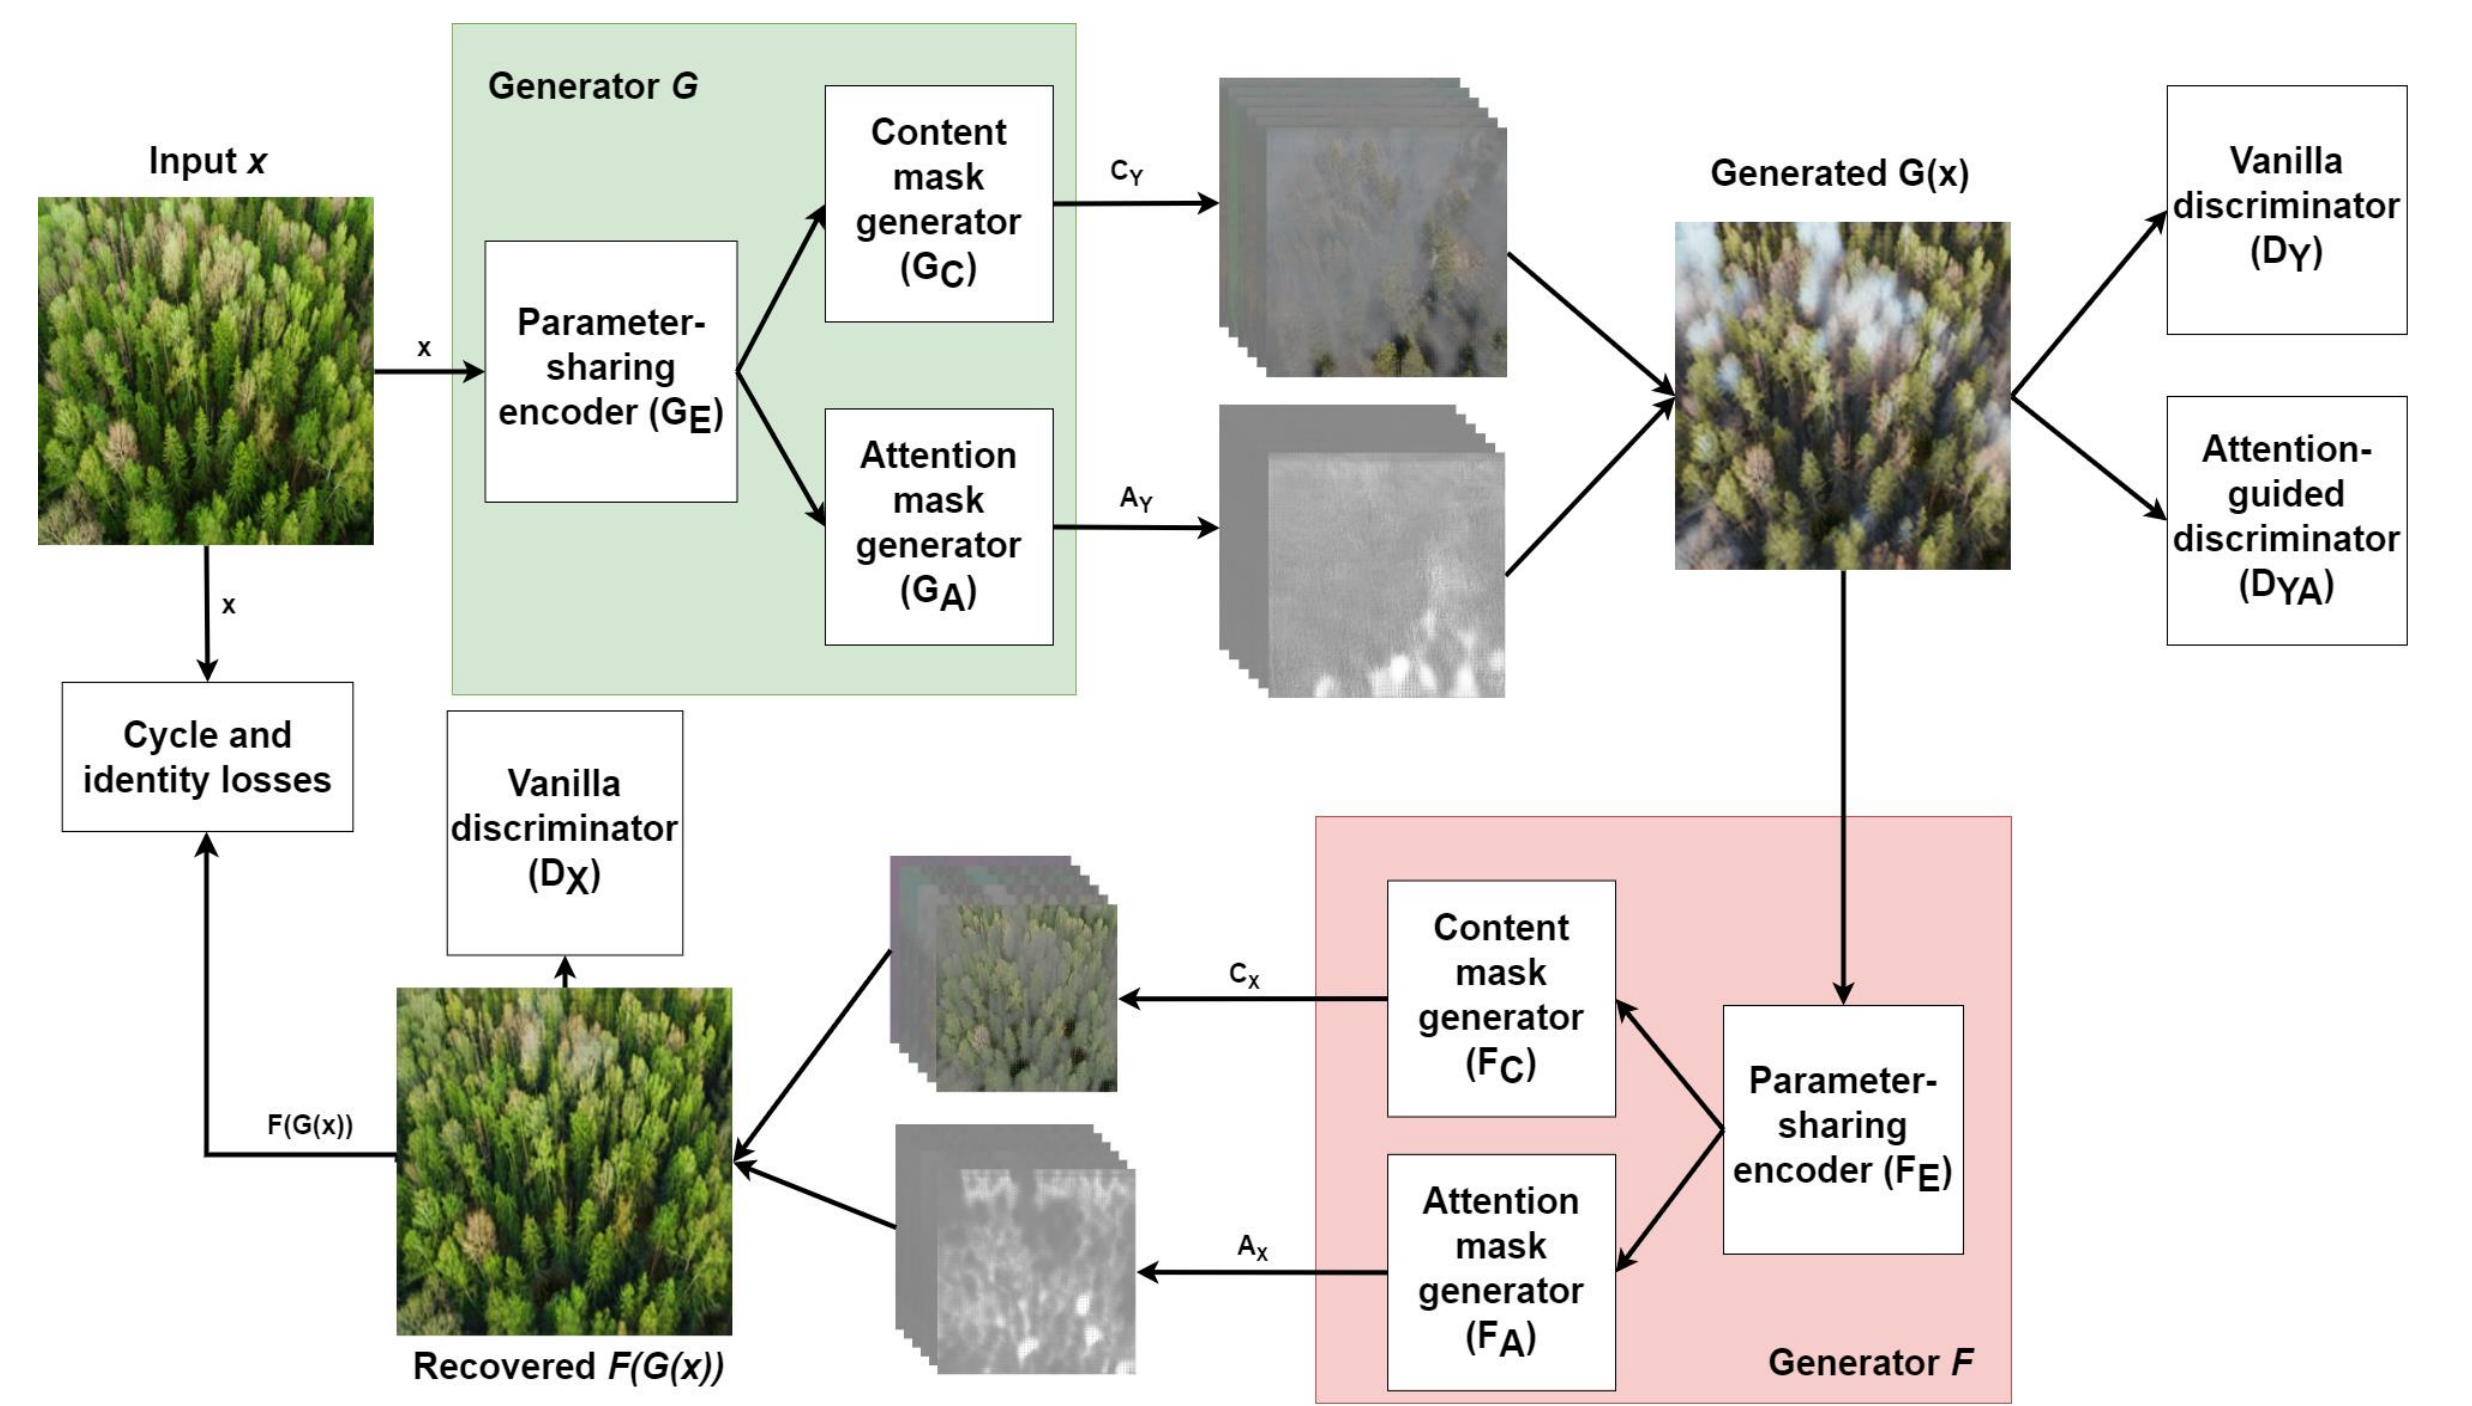 Generator G
Input x
x
Parameter-
sharing
encoder (GE)
Content
mask
generator
(GC)
Attention
mask
generator
(GA)
CY
AY
Generated G(x)
Vanilla
discriminator
(DY)
Attention-
guided
discriminator
(DYA)
x
Cycle and
identity losses
Vanilla
discriminator
(DX)
F(G(x))
Recovered F(G(x))
CX
AX
Content
mask
generator
(FC)
Attention
mask
generator
(FA)
Parameter-
sharing
encoder (FE)
Generator F